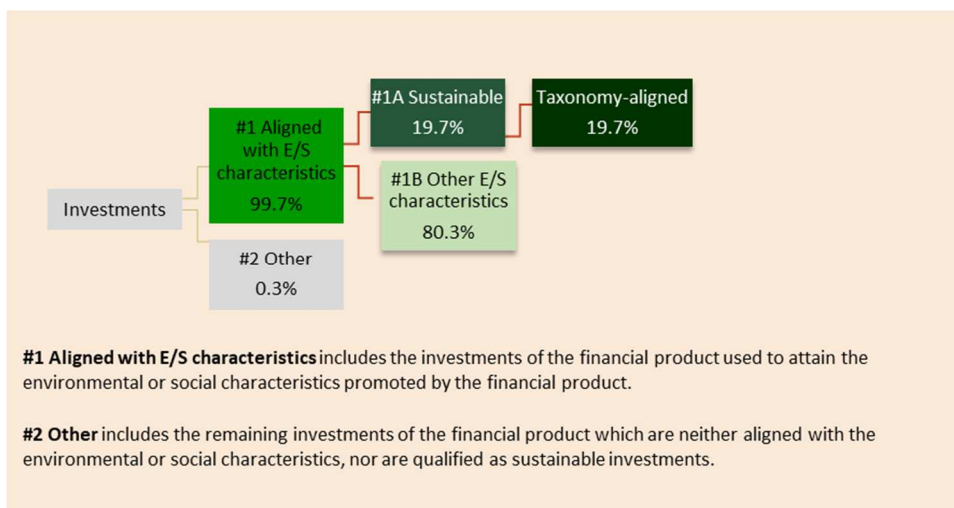 #1A Sustainable
19.7%
Taxonomy-aligned
19.7%
#1 Aligned
with E/S
characteristics
99.7%
#1B Other E/S
characteristics
80.3%
Investments
#2 Other
0.3%
#1 Aligned with E/S characteristics includes the investments of the financial product used to attain the
environmental or social characteristics promoted by the financial product.
#2 Other includes the remaining investments of the financial product which are neither aligned with the
environmental or social characteristics, nor are qualified as sustainable investments.